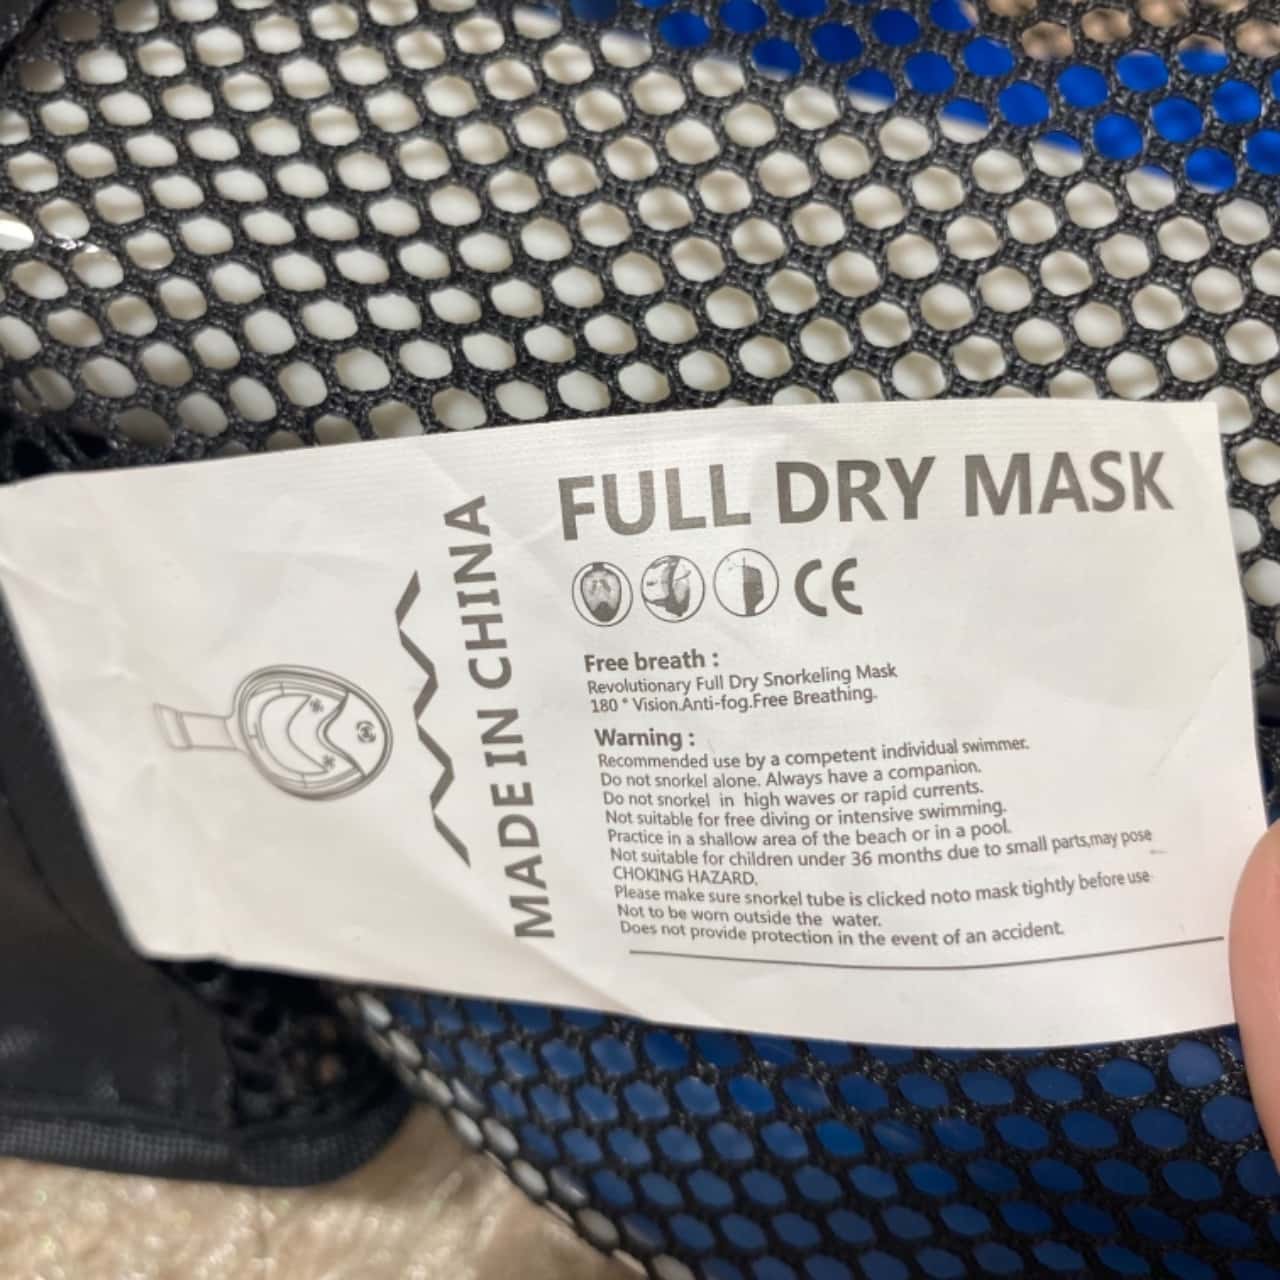 MADE IN CHINA
FULL DRY MASK
CE
Free breath :
Revolutionary Full Dry Snorkeling Mask
180 ° Vision.Anti-fog.Free Breathing.
Warning :
Recommended use by a competent individual swimmer.
Do not snorkel alone. Always have a companion.
Do not snorkel in high waves or rapid currents.
Not suitable for free diving or intensive swimming.
Practice in a shallow area of the beach or in a pool.
Not suitable for children under 36 months due to small parts,may pose
CHOKING HAZARD.
Please make sure snorkel tube is clicked noto mask tightly before use
Not to be worn outside the water.
Does not provide protection in the event of an accident.